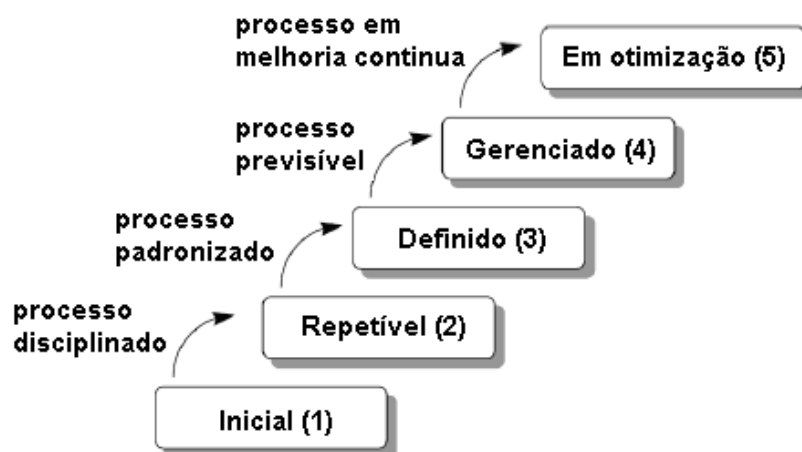 processo em
melhoria continua
Em otimização (5)
processo
previsível
Gerenciado (4)
processo
padronizado
Definido (3)
processo
disciplinado
Repetível (2)
Inicial (1)